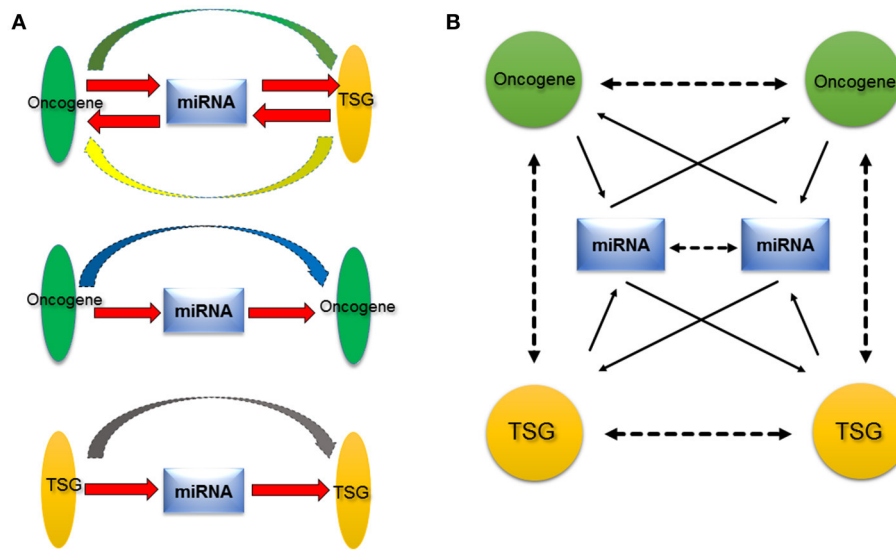 A
Oncogene
miRNA
TSG
Oncogene
miRNA
Oncogene
TSG
miRNA
TSG
B
Oncogene
Oncogene
miRNA
miRNA
TSG
TSG